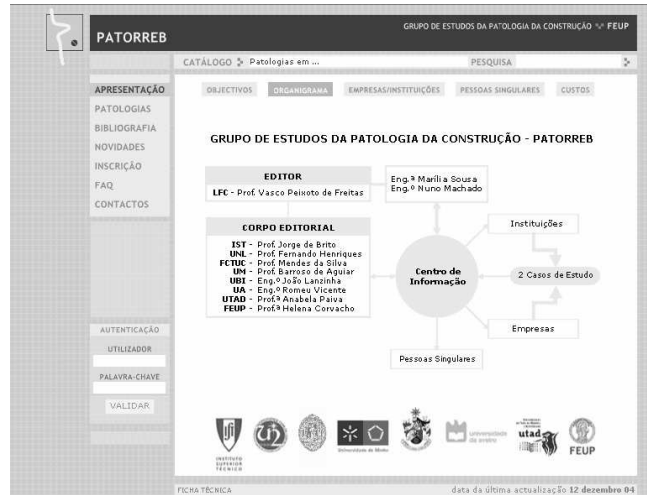 GRUPO DE ESTUDOS DA PATOLOGIA DA CONSTRUÇÃO FEUP
PATORREB
CATÁLOGO Patologias em ...
PESQUISA
APRESENTAÇÃO
PATOLOGIAS
BIBLIOGRAFIA
NOVIDADES
INSCRIÇÃO
FAQ
CONTACTOS
OBJECTIVOS ORGANIGRAMA EMPRESAS/INSTITUIÇÕES PESSOAS SINGULARES CUSTOS
GRUPO DE ESTUDOS DA PATOLOGIA DA CONSTRUÇÃO - PATORREB
EDITOR
LFC - Prof. Vasco Peixoto de Freitas
Eng.ª Marília Sousa
Eng.º Nuno Machado
CORPO EDITORIAL
IST - Prof. Jorge de Brito
UNL - Prof. Fernando Henriques
FCTUC - Prof. Mendes da Silva
UM - Prof. Barroso de Aguiar
UBI - Eng.º João Lanzinha
UA - Eng.º Romeu Vicente
UTAD - Prof.ª Anabela Paiva
FEUP - Prof.ª Helena Corvacho
Centro de
Informação
Instituições
2 Casos de Estudo
Empresas
Pessoas Singulares
AUTENTICAÇÃO
UTILIZADOR
PALAVRA-CHAVE
VALIDAR
INSTITUTO
SUPERIOR
TÉCNICO
Universidade do Minho
universidade
de aveiro
utad
FEUP
FICHA TÉCNICA
data da última actualização 12 dezembro 04